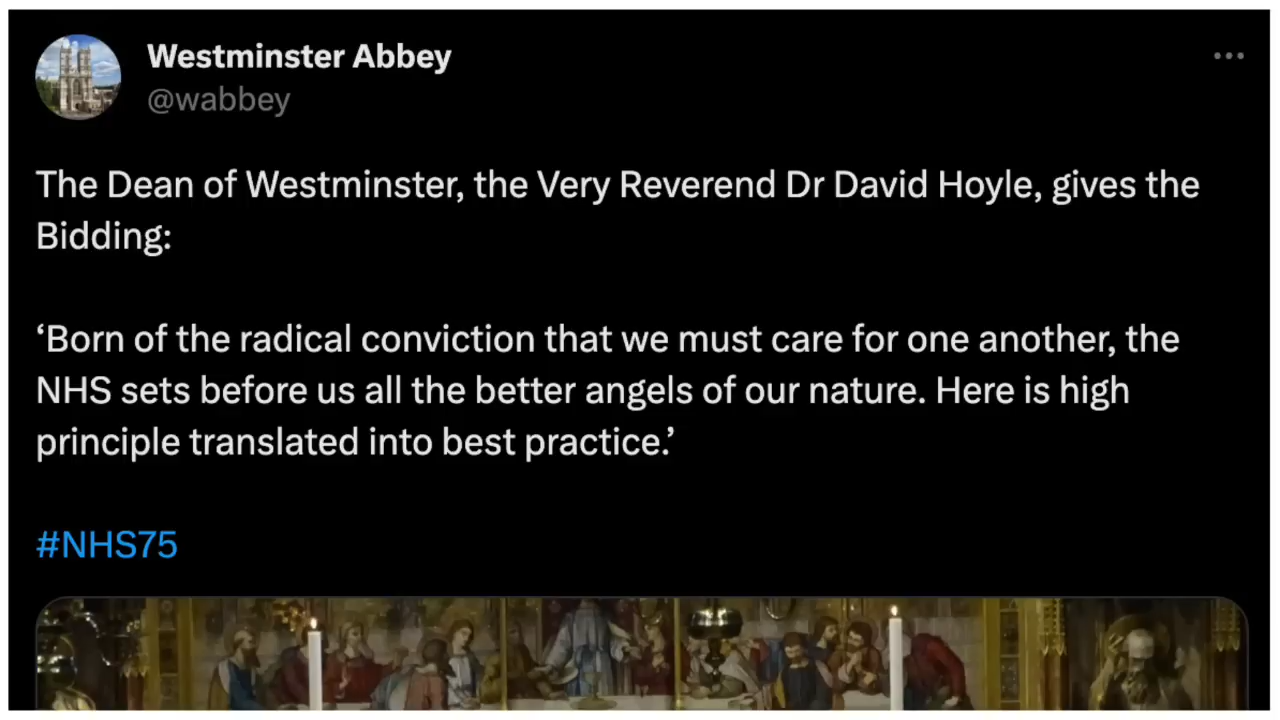 Westminster Abbey
@wabbey
The Dean of Westminster, the Very Reverend Dr David Hoyle, gives the
Bidding:
‘Born of the radical conviction that we must care for one another, the
NHS sets before us all the better angels of our nature. Here is high
principle translated into best practice.’
#NHS75